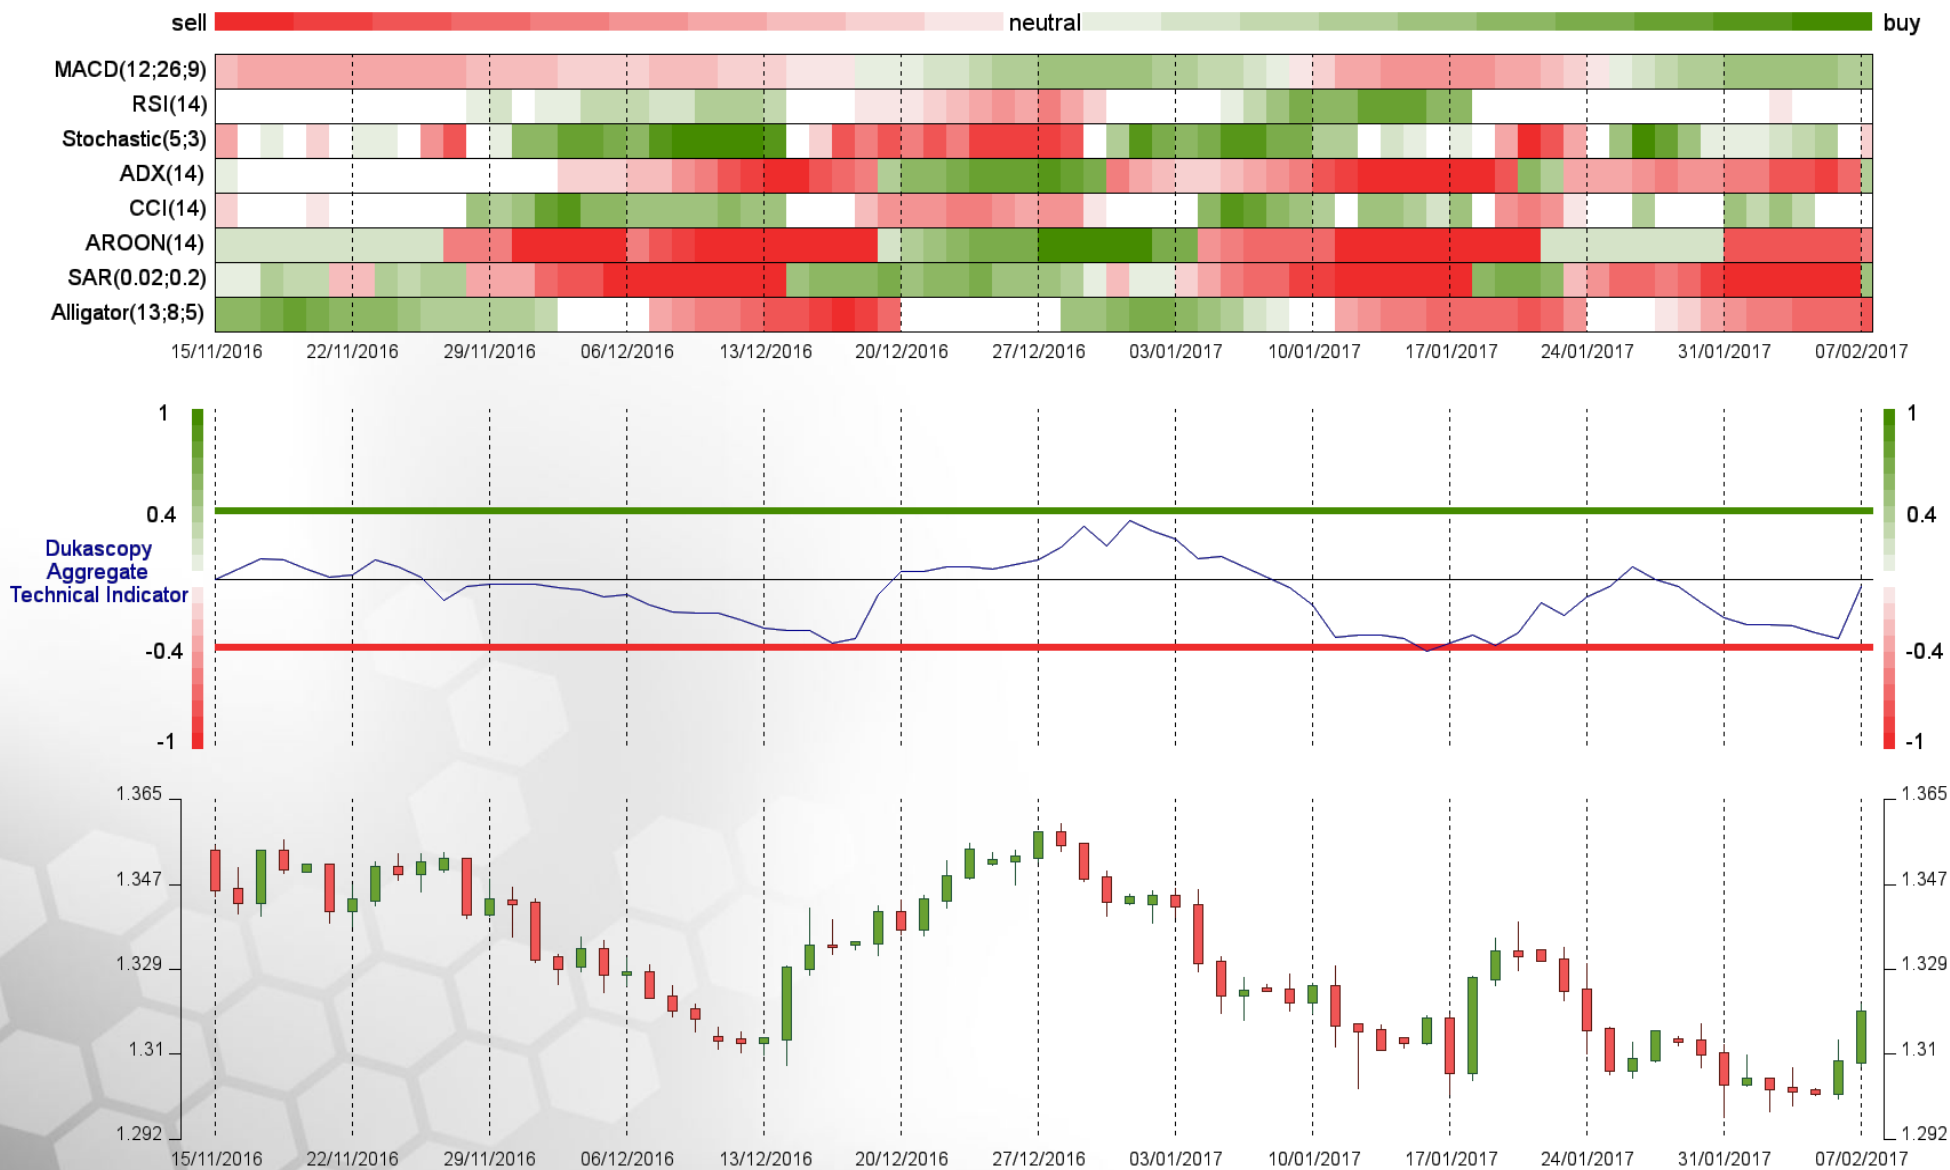 sell neutral buy
MACD(12;26;9)
RSI(14)
Stochastic(5;3)
ADX(14)
CCI(14)
AROON(14)
SAR(0.02;0.2)
Alligator(13;8;5)
15/11/2016 22/11/2016 29/11/2016 06/12/2016 13/12/2016 20/12/2016 27/12/2016 03/01/2017 10/01/2017 17/01/2017 24/01/2017 31/01/2017 07/02/2017
1 1
0.4 0.4
Dukascopy
Aggregate
Technical Indicator
-0.4 -0.4
-1 -1
1.365 1.365
1.347 1.347
1.329 1.329
1.31 1.31
1.292 1.292
15/11/2016 22/11/2016 29/11/2016 06/12/2016 13/12/2016 20/12/2016 27/12/2016 03/01/2017 10/01/2017 17/01/2017 24/01/2017 31/01/2017 07/02/2017